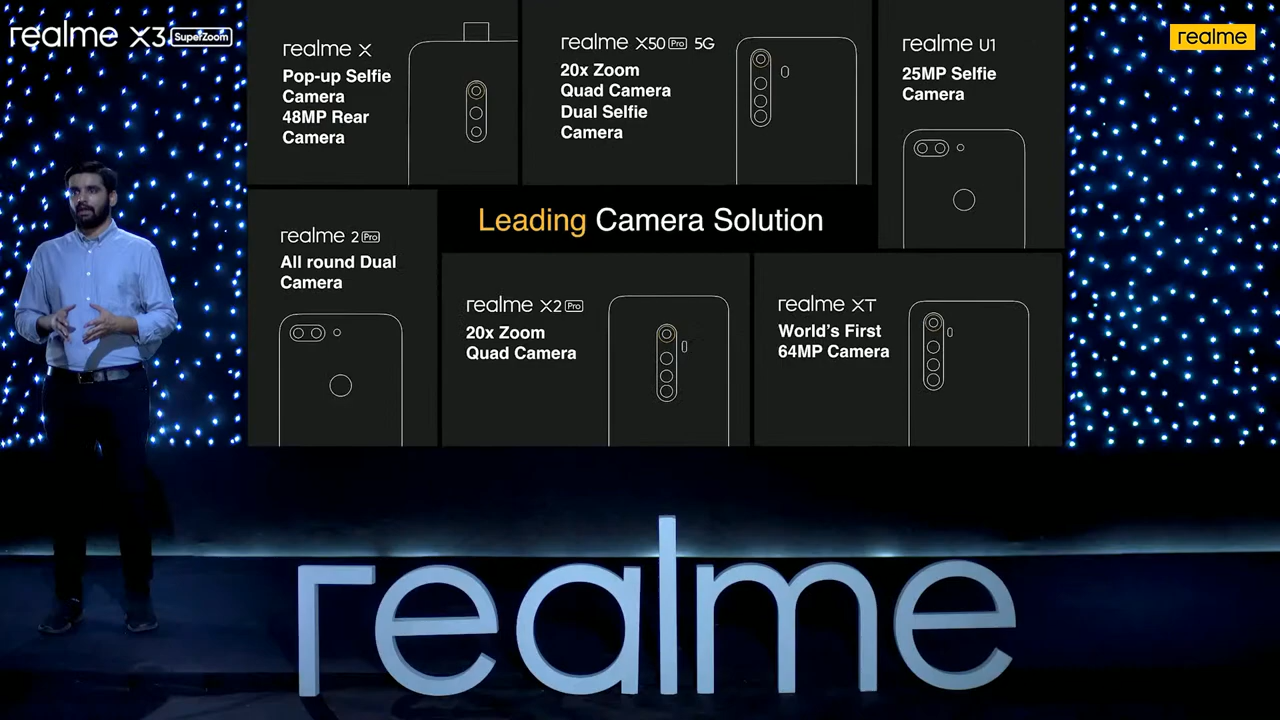 realme X3 SuperZoom
realme
realme X
Pop-up Selfie
Camera
48MP Rear
Camera
realme X50 Pro 5G
20x Zoom
Quad Camera
Dual Selfie
Camera
realme U1
25MP Selfie
Camera
realme 2 Pro
All round Dual
Camera
Leading Camera Solution
realme X2 Pro
20x Zoom
Quad Camera
realme XT
World's First
64MP Camera
realme